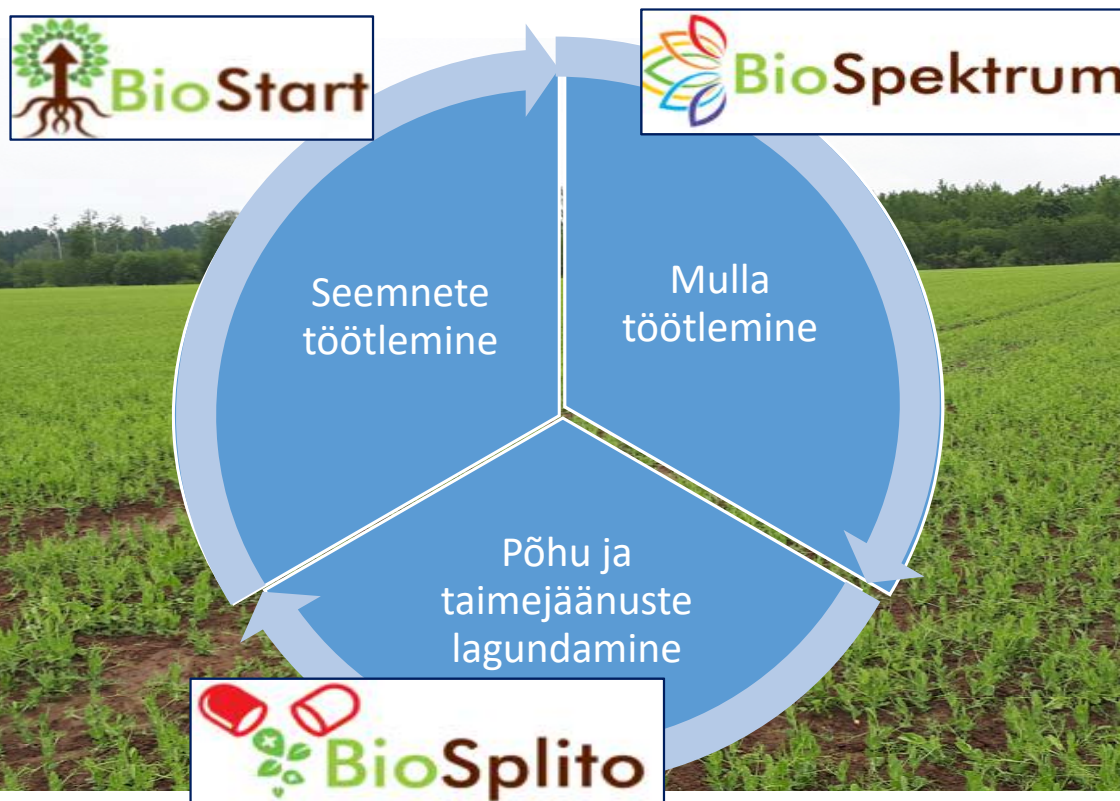 BioStart
BioSpektrum
Seemnete
töötlemine
Mulla
töötlemine
Põhu ja
taimejäänuste
lagundamine
BioSplito